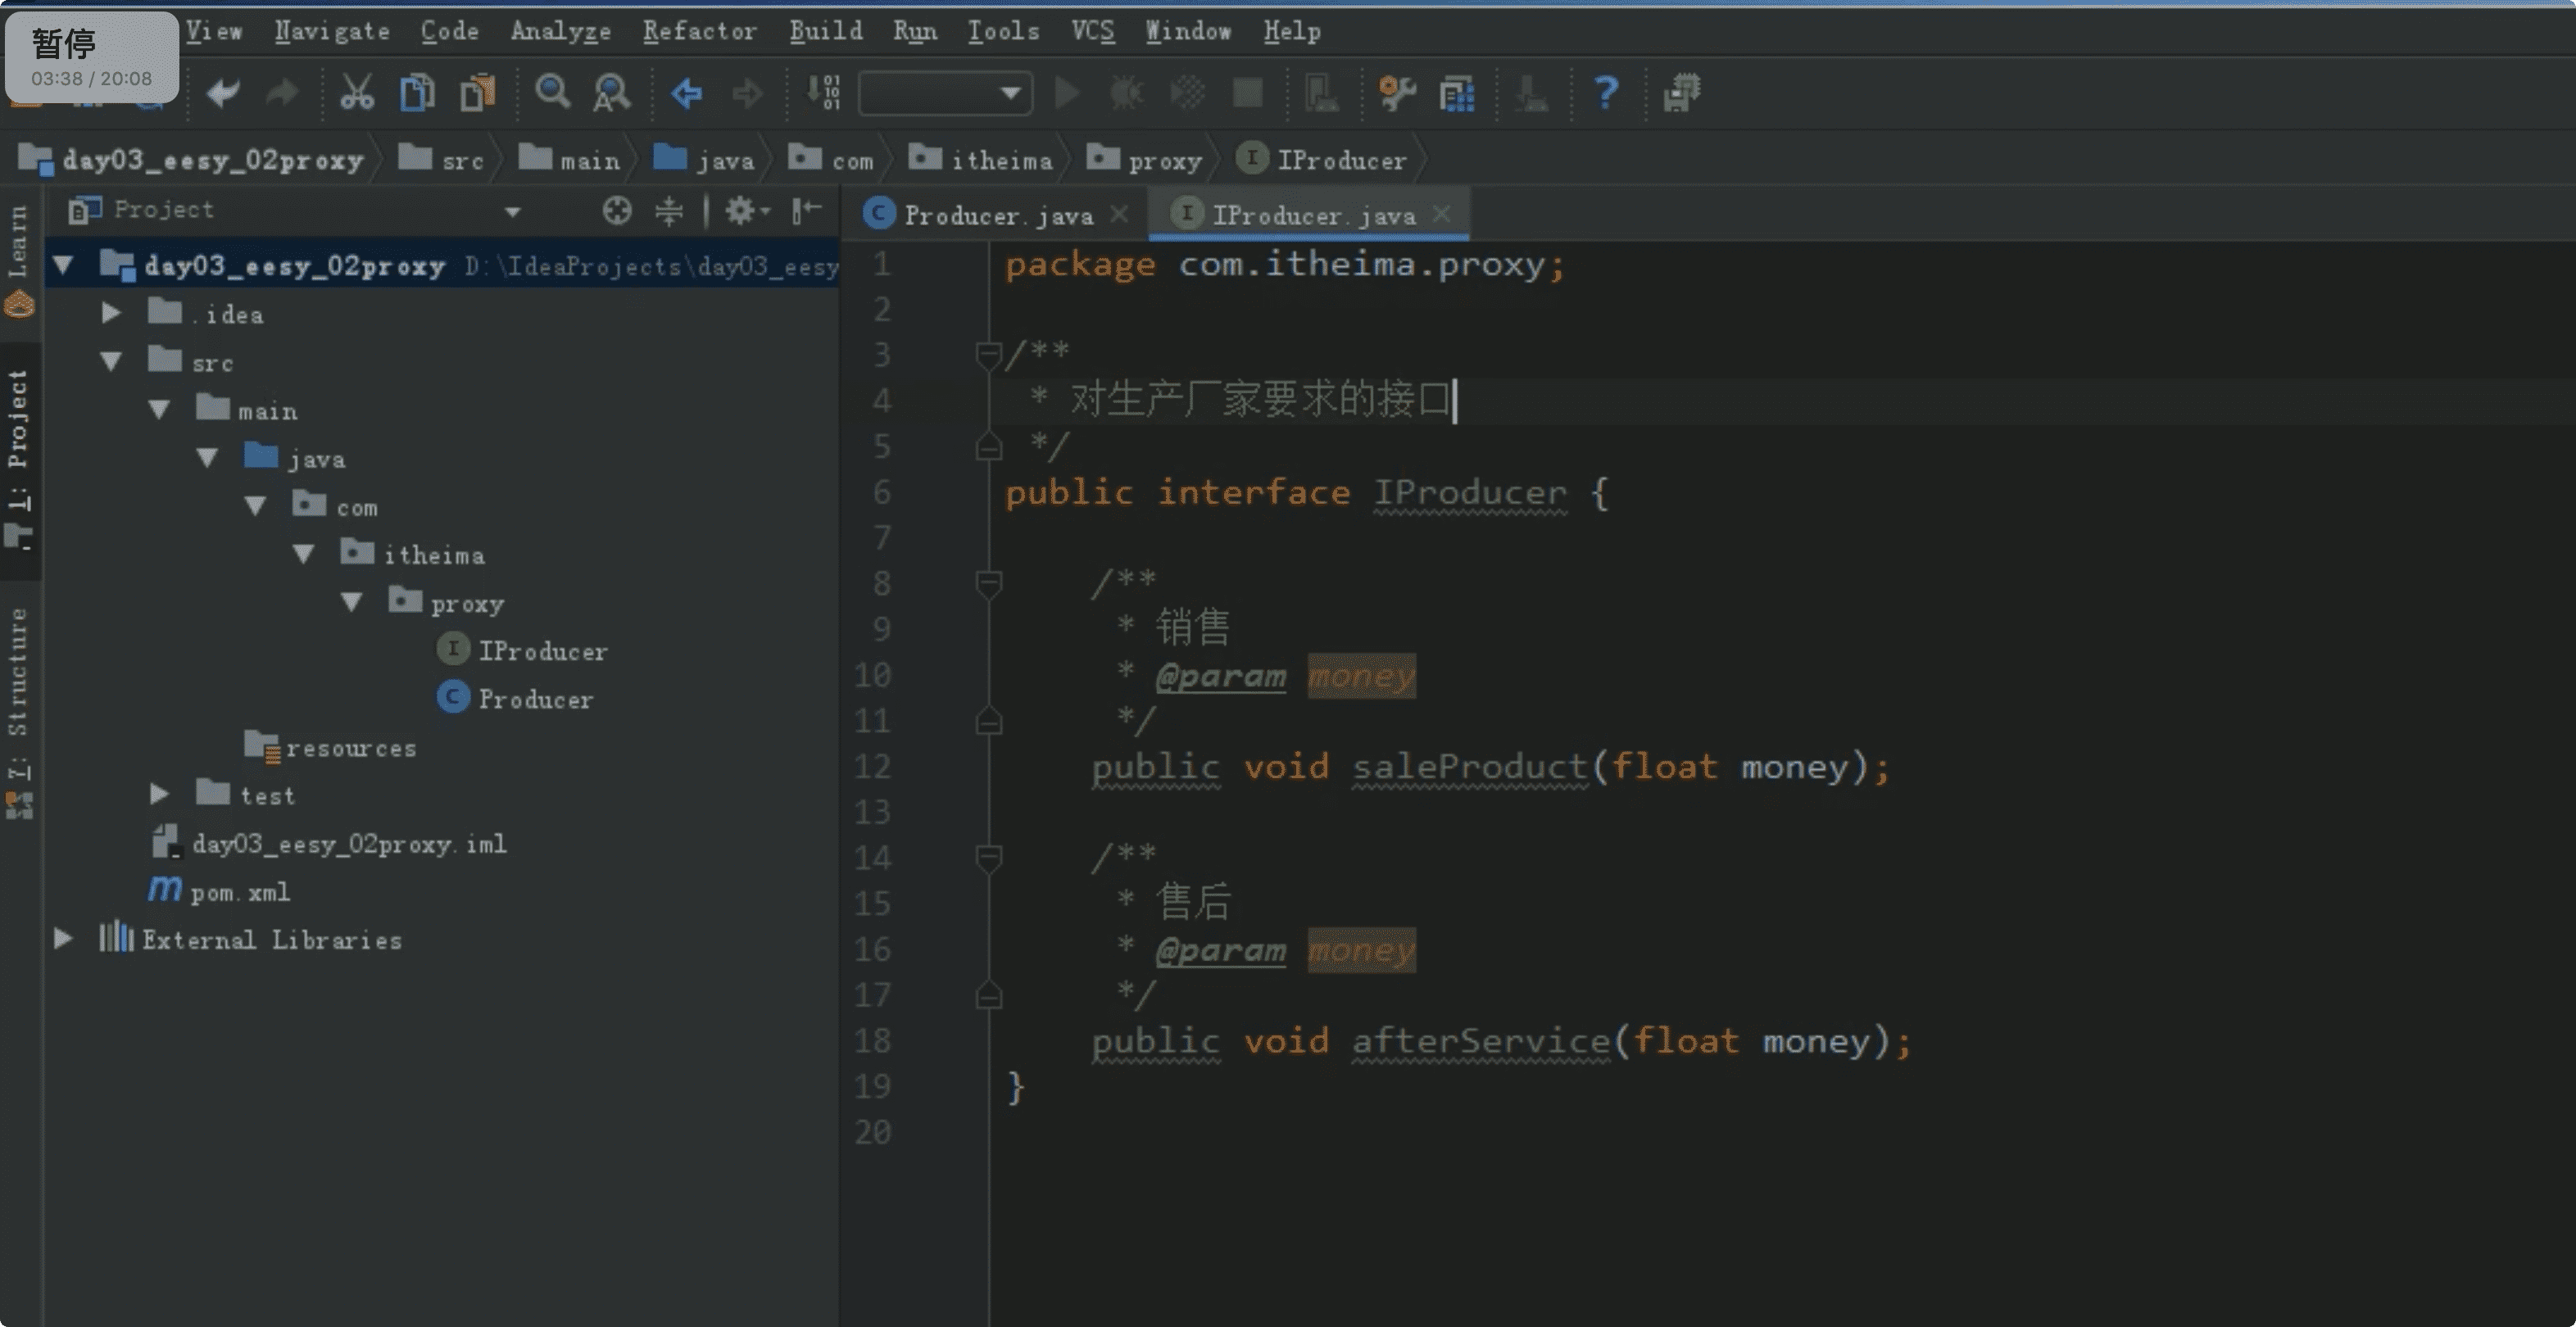 暂停
03:38 / 20:08
View Navigate Code Analyze Refactor Build Run Tools VCS Window Help
day03_eesy_02proxy src main java com itheima proxy IProducer
Learn
1: Project
7: Structure
Project
day03_eesy_02proxy D:\IdeaProjects\day03_eesy
.idea
src
main
java
com
itheima
proxy
IProducer
Producer
resources
test
day03_eesy_02proxy.iml
pom.xml
External Libraries
Producer.java IProducer.java
1 package com.itheima.proxy;
2
3 /**
4 * 对生产厂家要求的接口
5 */
6 public interface IProducer {
7
8 /**
9 * 销售
10 * @param money
11 */
12 public void saleProduct(float money);
13
14 /**
15 * 售后
16 * @param money
17 */
18 public void afterService(float money);
19 }
20